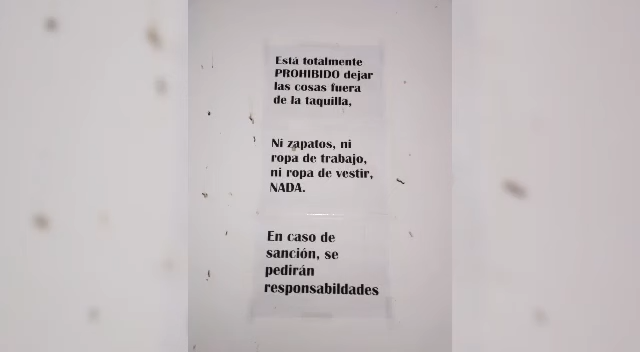 Está totalmente
PROHIBIDO dejar
las cosas fuera
de la taquilla,
Ni zapatos, ni
ropa de trabajo,
ni ropa de vestir,
NADA.
En caso de
sanción, se
pedirán
responsabildades